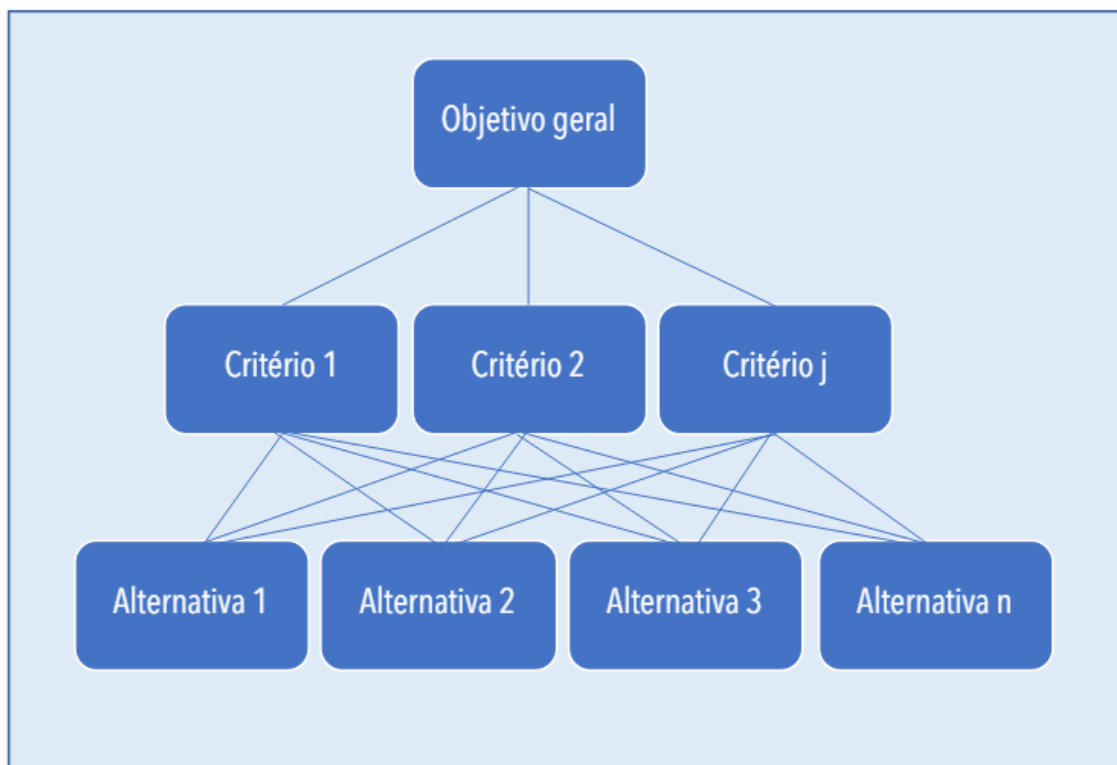 Objetivo geral
Critério 1
Critério 2
Critério j
Alternativa 1
Alternativa 2
Alternativa 3
Alternativa n